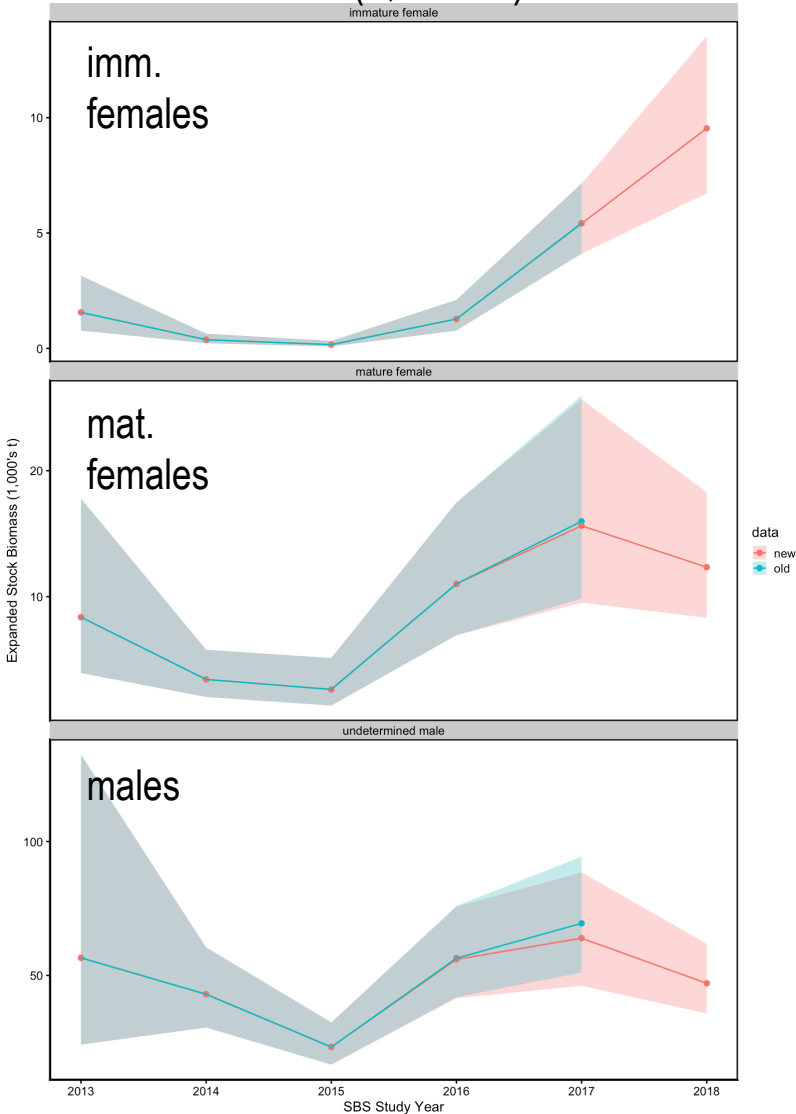 immature female
imm.
females
10
5
0
mature female
mat.
females
20
10
undetermined male
males
100
50
2013 2014 2015 2016 2017 2018
SBS Study Year
Expanded Stock Biomass (1,000's t)
data
new
old